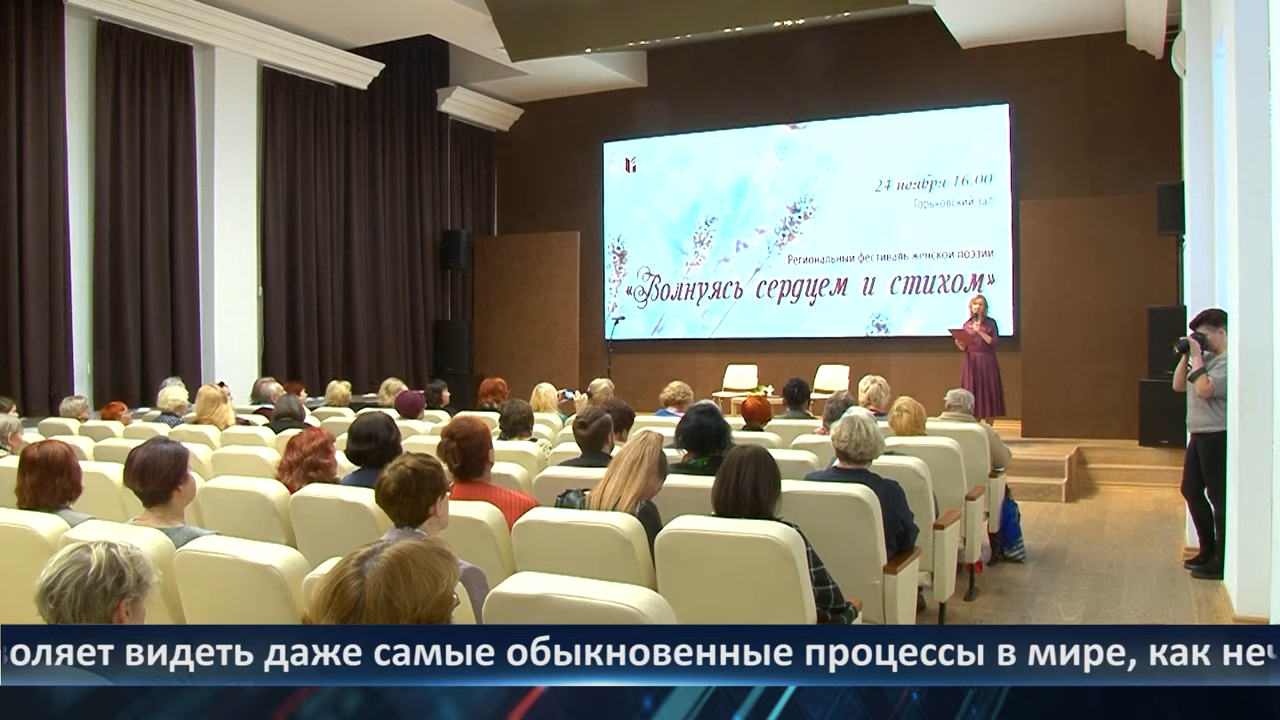 24 ноября 16.00
Горьковский зал
Региональный фестиваль женской поэзии
«Волнуясь сердцем и стихом»
воляет видеть даже самые обыкновенные процессы в мире, как неч